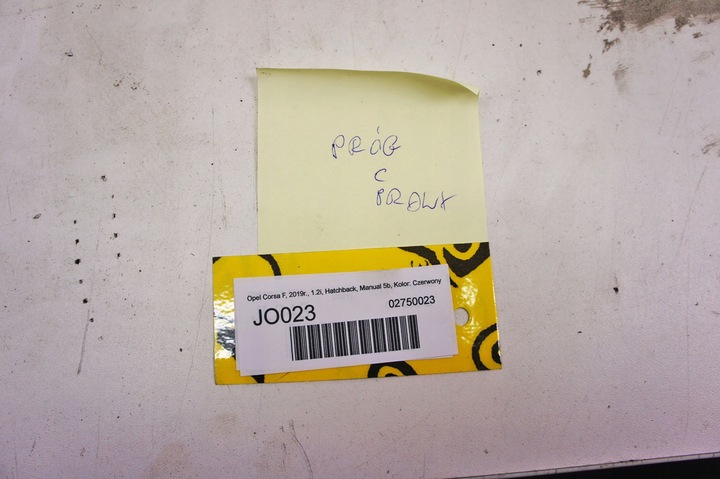 PRÓG
C
PRAWY
Opel Corsa F, 2019r., 1.2i, Hatchback, Manual 5b, Kolor: Czerwony
JO023
02750023